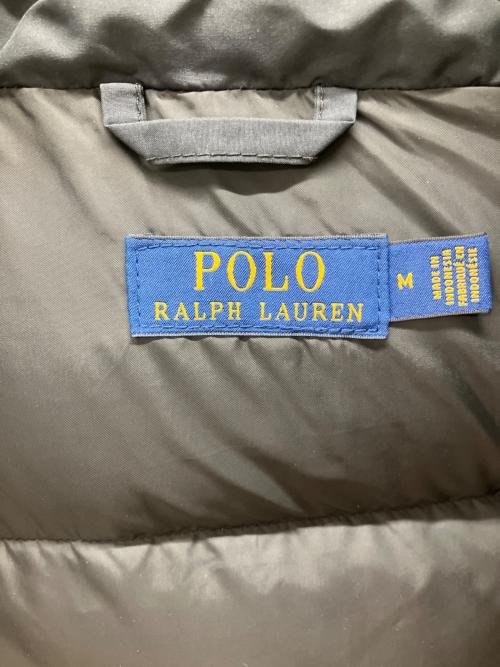 POLO
RALPH LAUREN
M
MADE IN
INDONESIA
FABRIQUÉ EN
INDONÉSIE